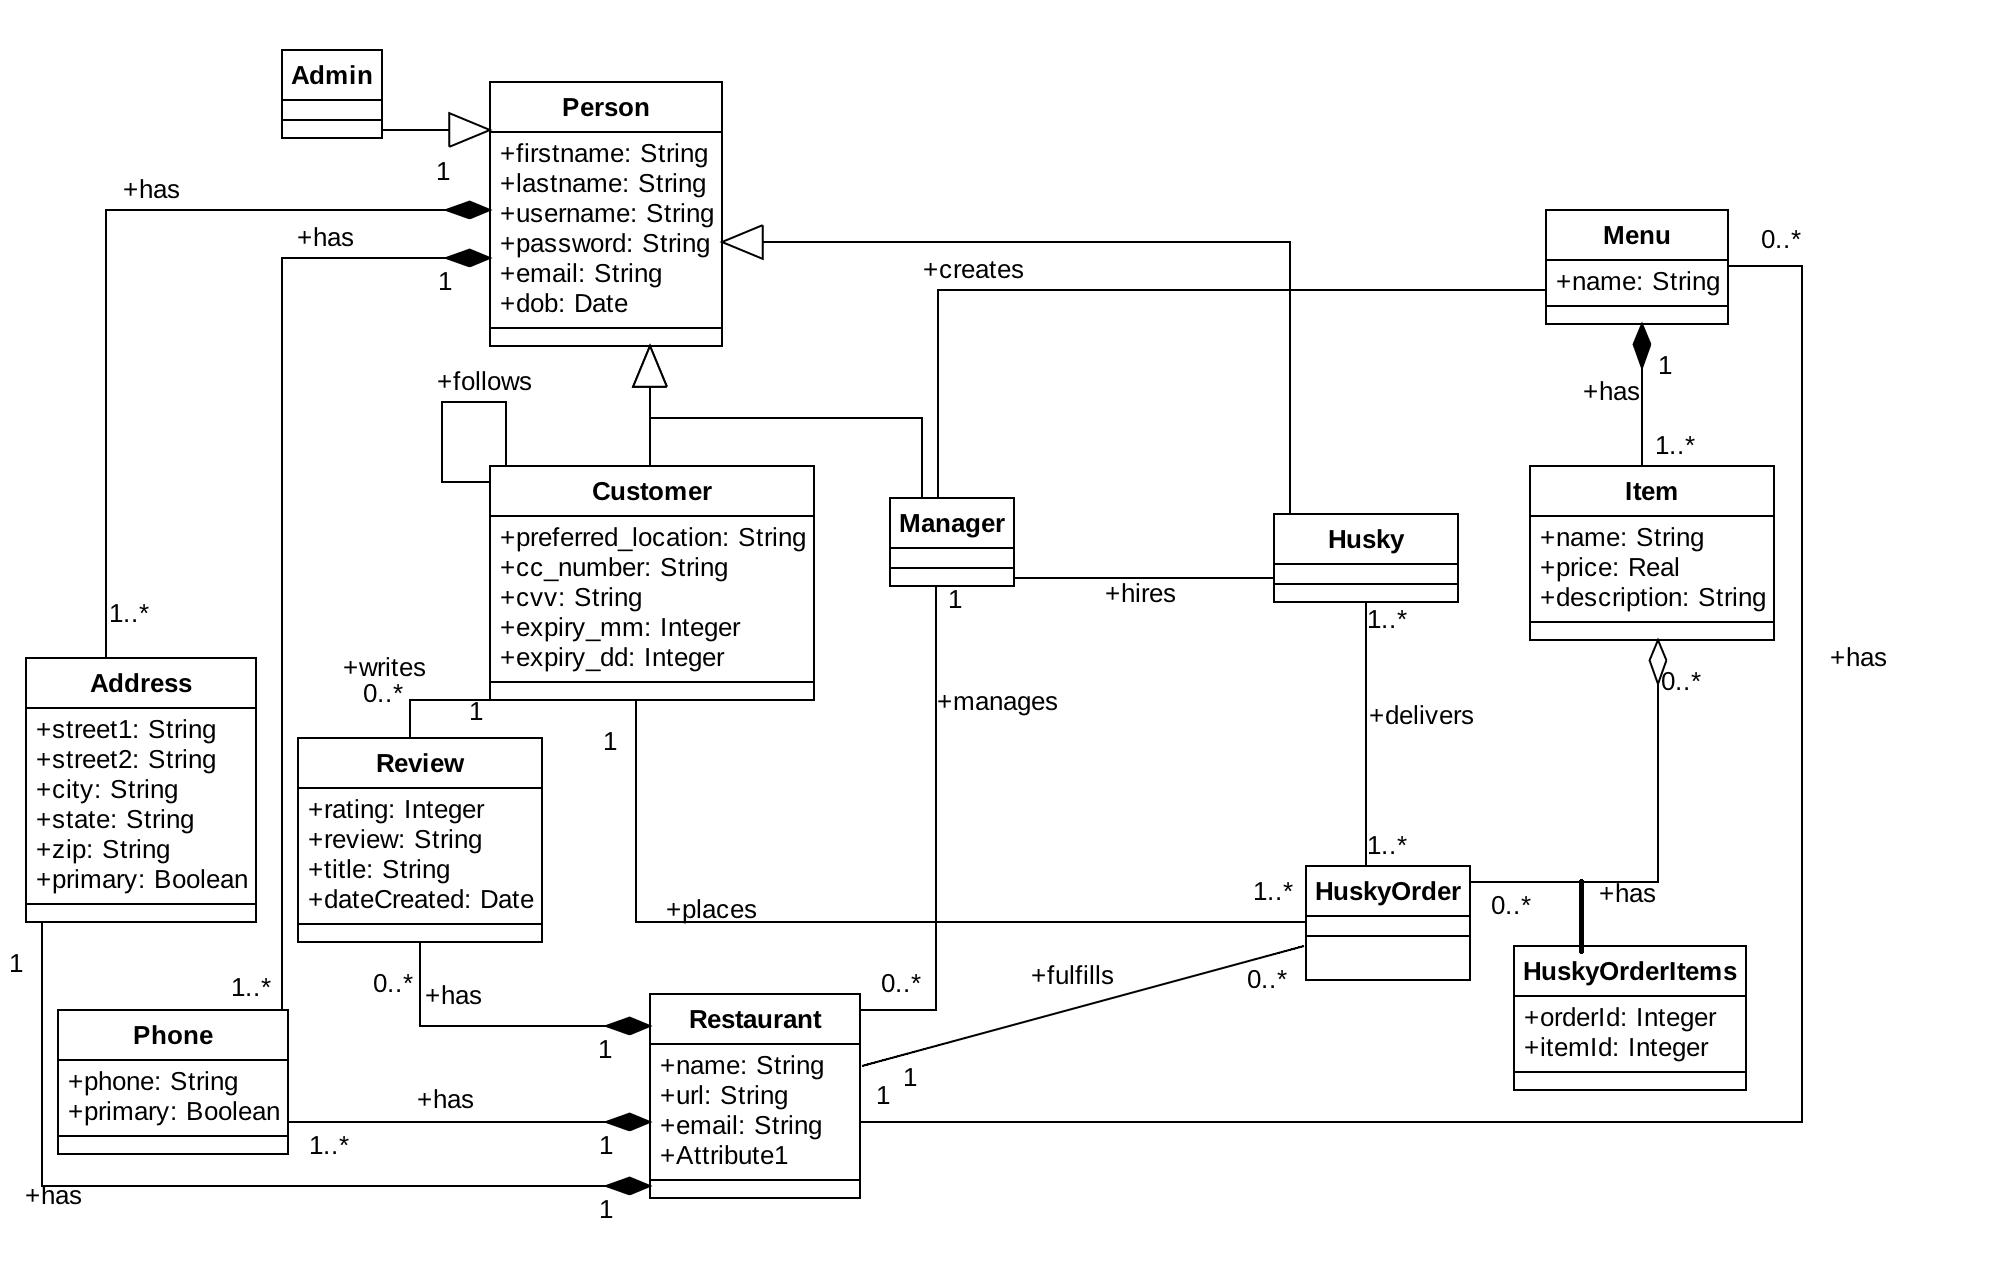 Admin
Person
+firstname: String
+lastname: String
+username: String
+password: String
+email: String
+dob: Date
1
+has
+has
1
+creates
Menu
+name: String
0..*
1
+has
1..*
+follows
Customer
+preferred_location: String
+cc_number: String
+cvv: String
+expiry_mm: Integer
+expiry_dd: Integer
Manager
1
+hires
Husky
1..*
Item
+name: String
+price: Real
+description: String
0..*
+has
1..*
Address
+street1: String
+street2: String
+city: String
+state: String
+zip: String
+primary: Boolean
1
+writes
0..*
1
1
Review
+rating: Integer
+review: String
+title: String
+dateCreated: Date
+manages
+delivers
1..*
+places
1..*
HuskyOrder
0..*
+has
0..*
+has
1..*
0..*
+fulfills
0..*
HuskyOrderItems
+orderId: Integer
+itemId: Integer
Phone
+phone: String
+primary: Boolean
1
Restaurant
+name: String
+url: String
+email: String
+Attribute1
1
1
+has
1..*
1
+has
1